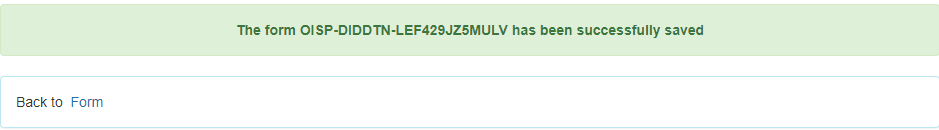 The form OISP-DIDDTN-LEF429JZ5MULV has been successfully saved
Back to Form